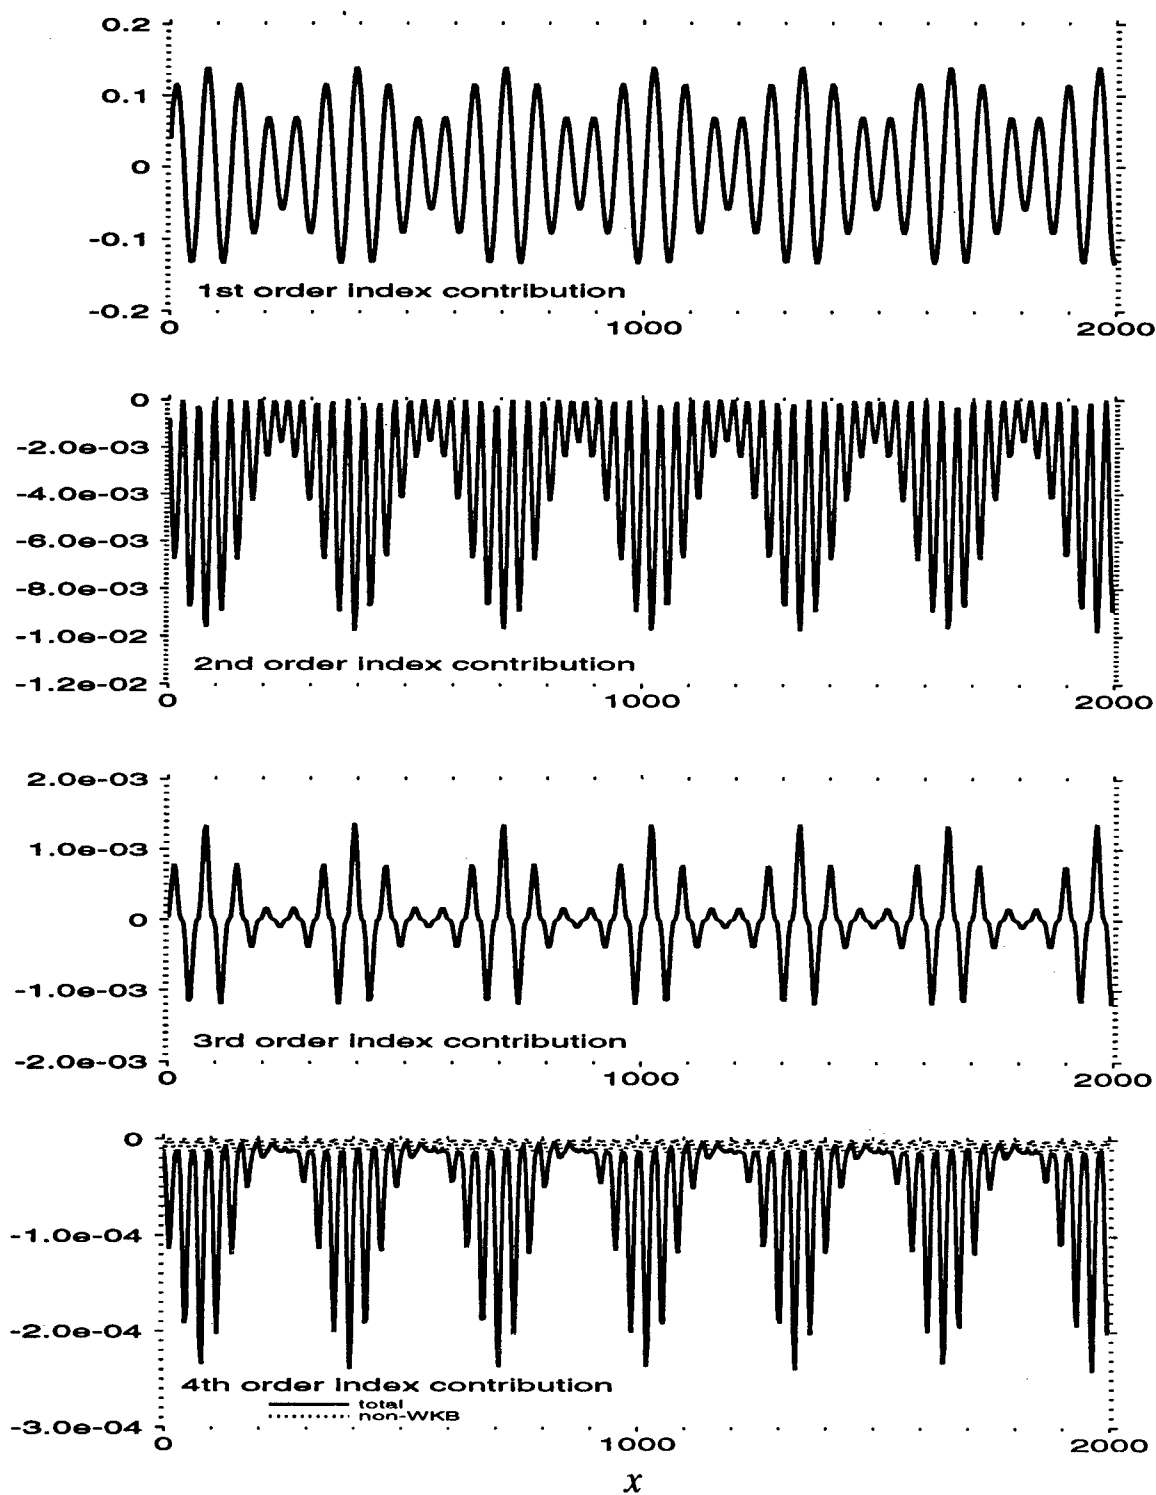 0.2
0.1
0
-0.1
-0.2
1st order index contribution
0 1000 2000
0
-2.0e-03
-4.0e-03
-6.0e-03
-8.0e-03
-1.0e-02
-1.2e-02
2nd order index contribution
0 1000 2000
2.0e-03
1.0e-03
0
-1.0e-03
-2.0e-03
3rd order index contribution
0 1000 2000
0
-1.0e-04
-2.0e-04
-3.0e-04
4th order index contribution
total
non-WKB
0 1000 2000
x